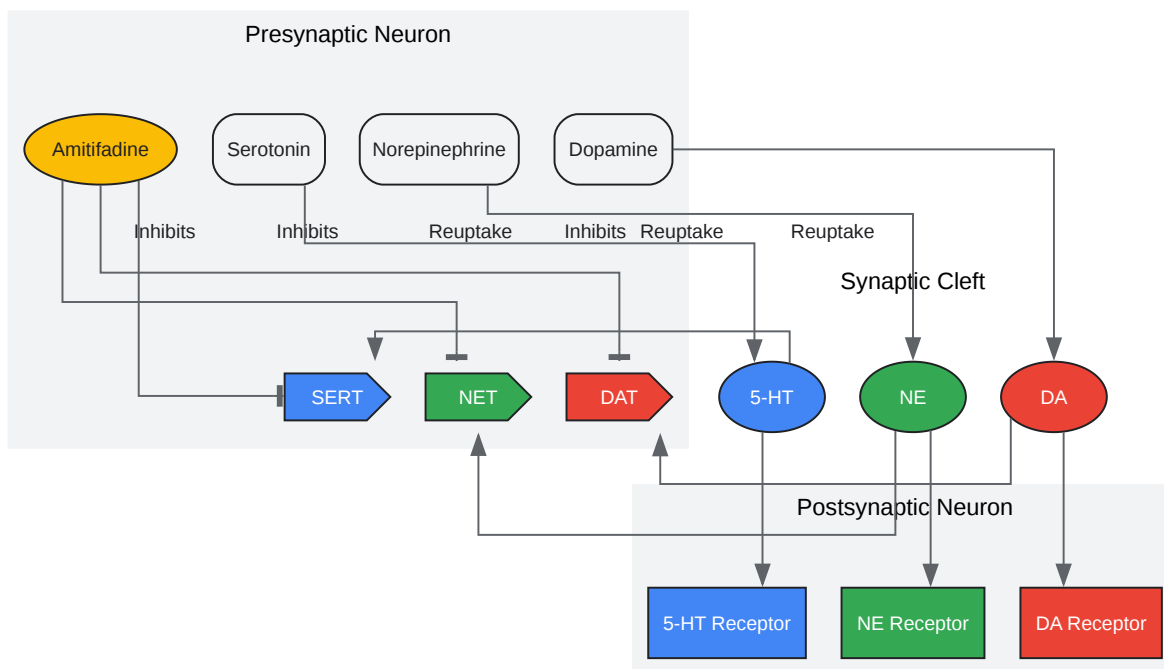 Presynaptic Neuron
Amitifadine
Serotonin
Norepinephrine
Dopamine
Inhibits
Inhibits
Reuptake
Inhibits
Reuptake
Reuptake
Synaptic Cleft
SERT
NET
DAT
5-HT
NE
DA
Postsynaptic Neuron
5-HT Receptor
NE Receptor
DA Receptor